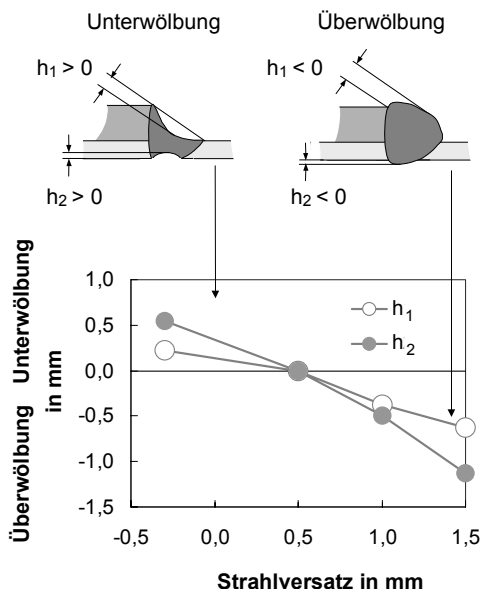 Unterwölbung
Überwölbung
h1 > 0
h1 < 0
h2 > 0
h2 < 0
Überwölbung Unterwölbung
in mm
1,0
0,5
0,0
-0,5
-1,0
-1,5
h1
h2
-0,5 0,0 0,5 1,0 1,5
Strahlversatz in mm